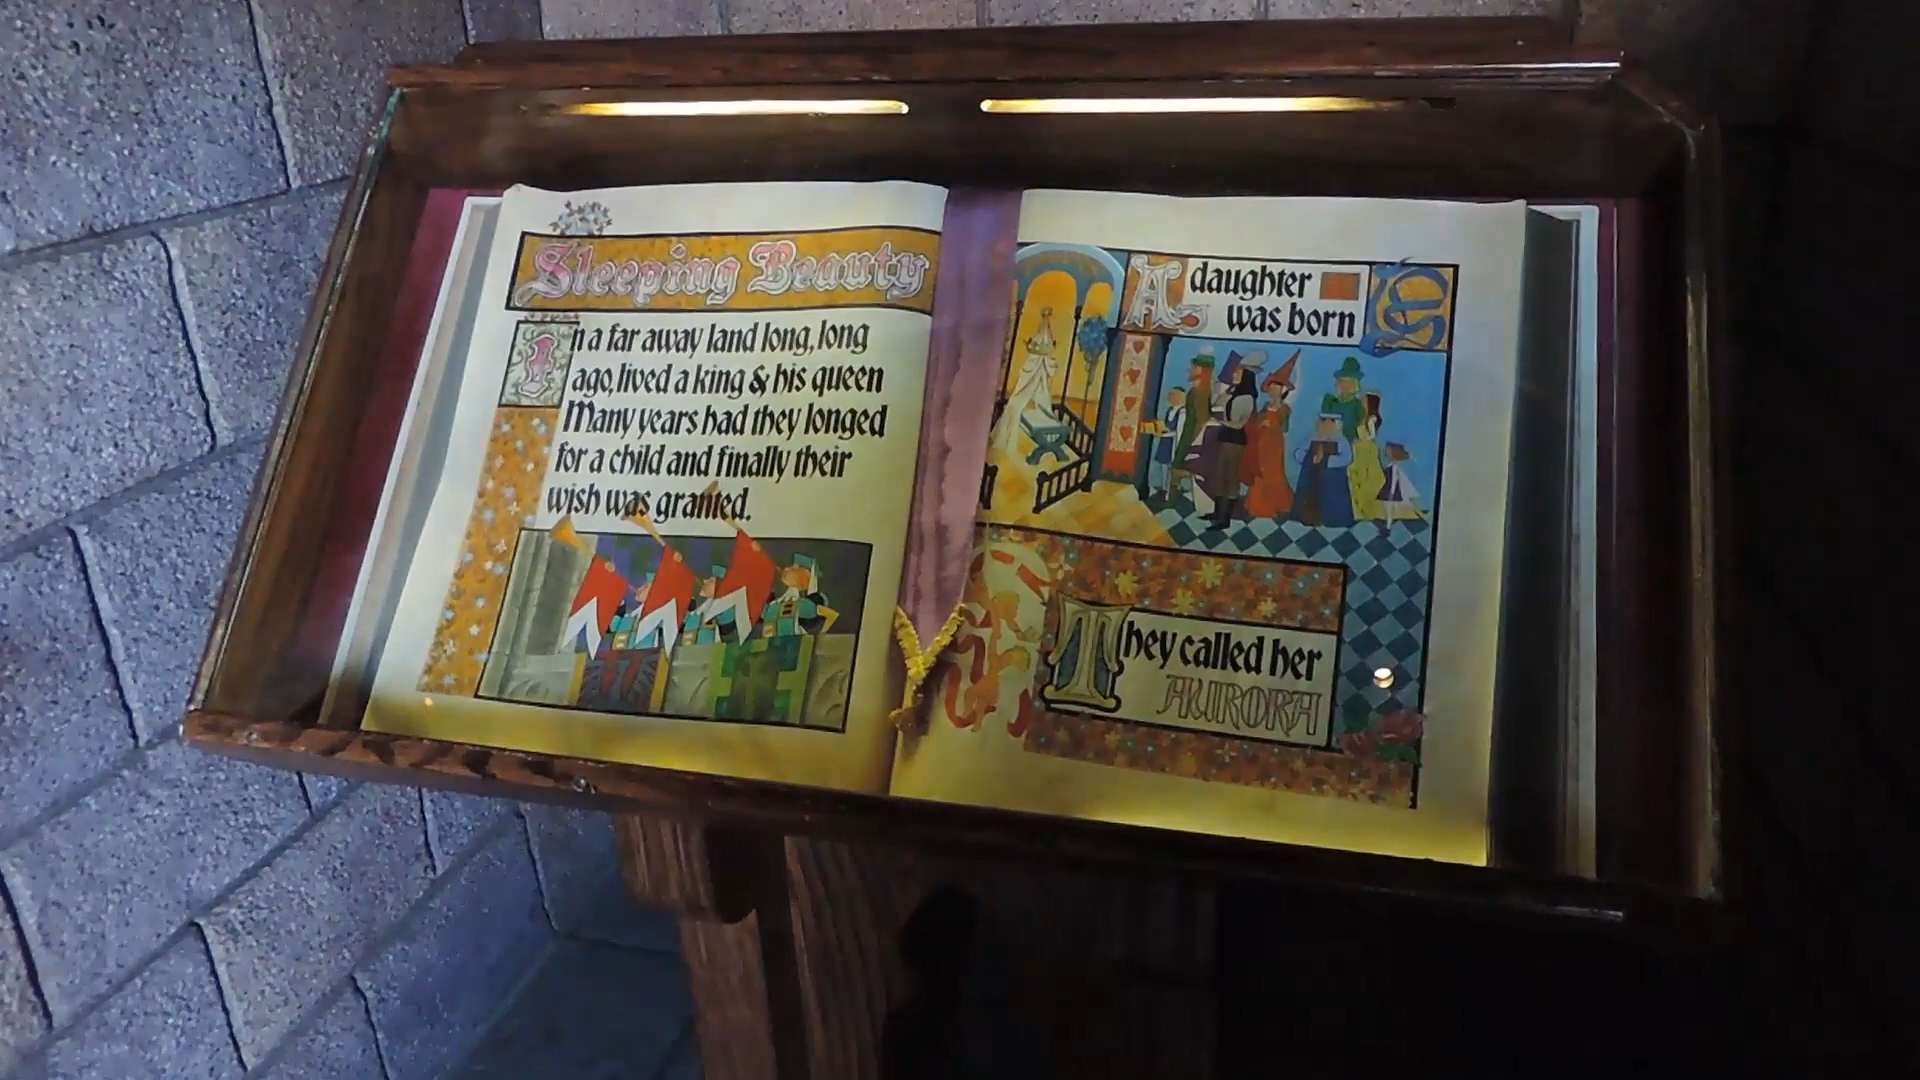 Sleeping Beauty
In a far away land long, long
ago, lived a king & his queen
Many years had they longed
for a child and finally their
wish was granted.
A daughter
was born
They called her
AURORA